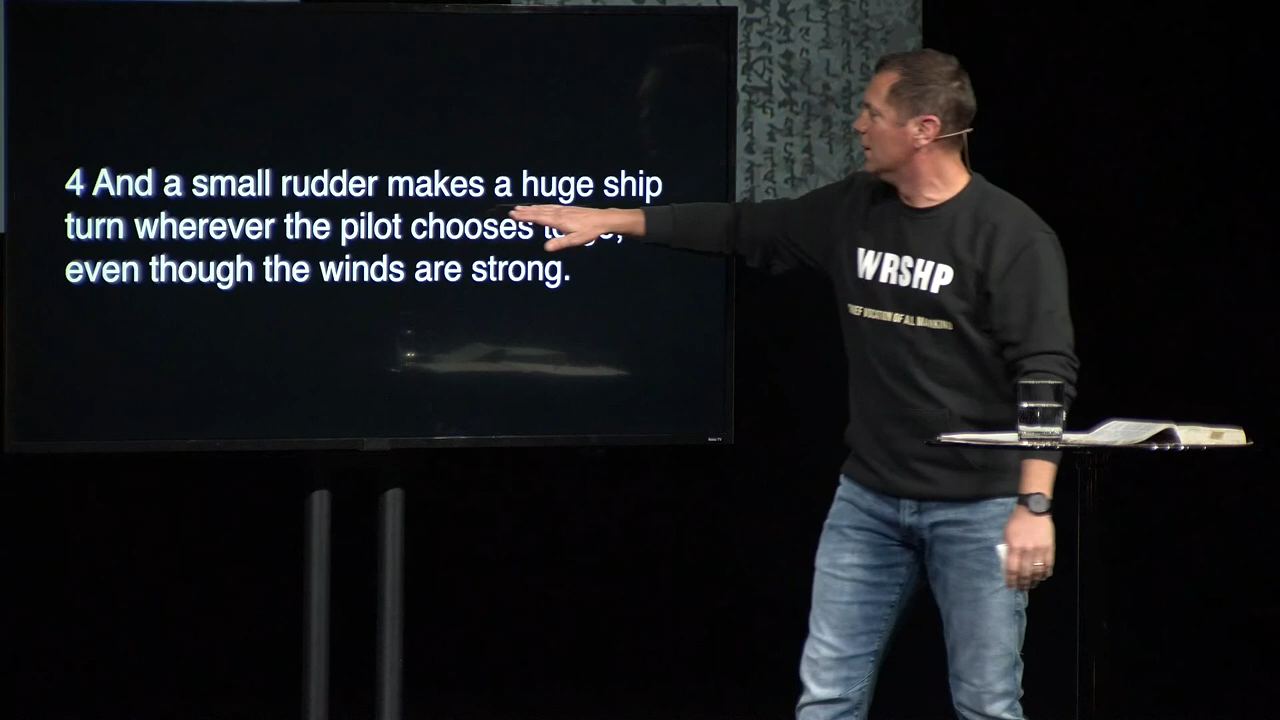 4 And a small rudder makes a huge ship
turn wherever the pilot chooses
even though the winds are strong.
WRSHP
OF